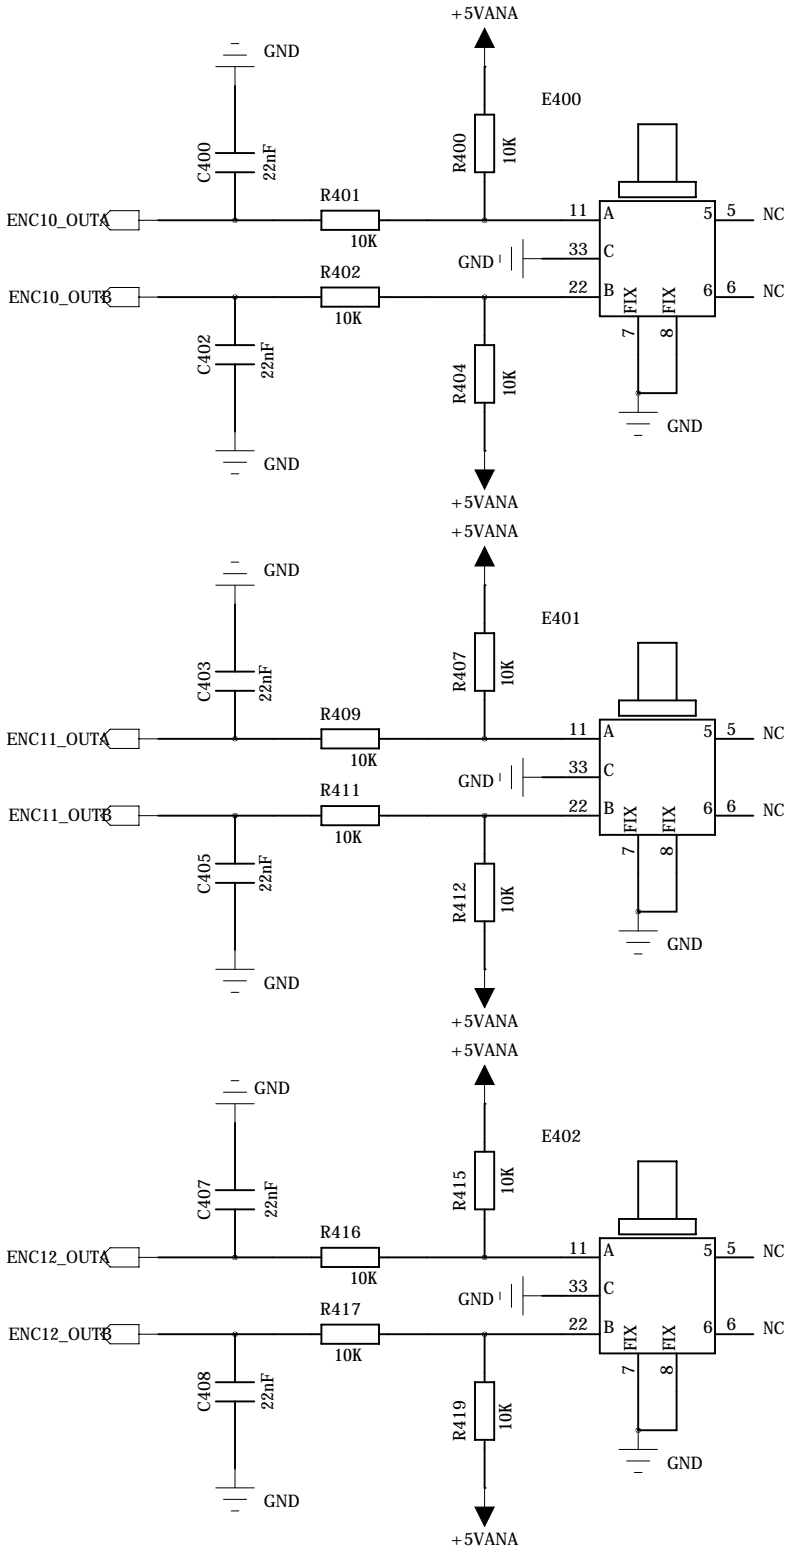 +5VANA
GND
E400
C400
22nF
R400
10K
R401
ENC10_OUTA
11
A
5
5
NC
10K
GND
33
C
R402
ENC10_OUTB
22
B
FIX
FIX
6
6
NC
10K
7
8
C402
22nF
R404
10K
GND
GND
+5VANA
+5VANA
GND
E401
C403
22nF
R407
10K
R409
ENC11_OUTA
11
A
5
5
NC
10K
GND
33
C
R411
ENC11_OUTB
22
B
FIX
FIX
6
6
NC
10K
7
8
C405
22nF
R412
10K
GND
GND
+5VANA
+5VANA
GND
E402
C407
22nF
R415
10K
R416
ENC12_OUTA
11
A
5
5
NC
10K
GND
33
C
R417
ENC12_OUTB
22
B
FIX
FIX
6
6
NC
10K
7
8
C408
22nF
R419
10K
GND
GND
+5VANA